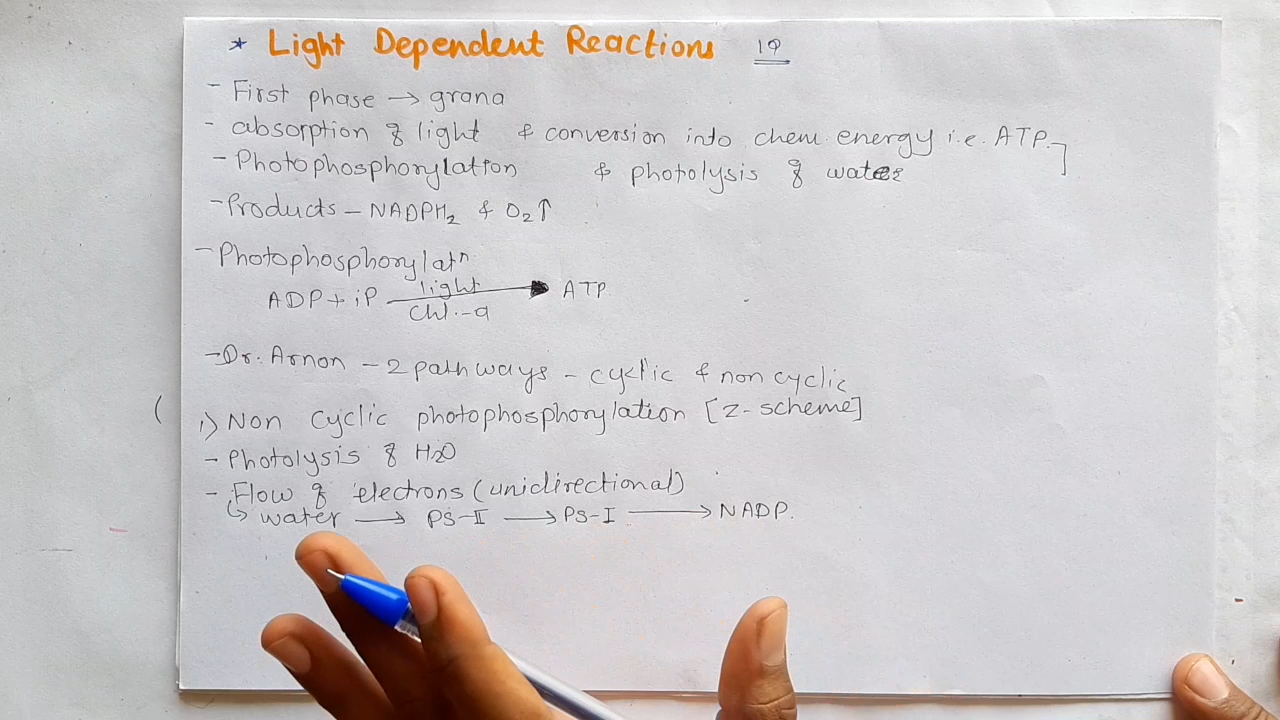 * Light Dependent Reactions 1Q
- First phase → grana
- absorption of light & conversion into chem. energy i.e. ATP.
- Photophosphorylation & photolysis of water
- Products - NADPH₂ & O₂↑
- Photophosphorylatⁿ
ADP + iP light → ATP
chl.-a
- Dr. Arnon - 2 pathways - cyclic & non cyclic
1) Non Cyclic photophosphorylation [Z-scheme]
- Photolysis of H₂O
- Flow of electrons (unidirectional)
↳ water → PS-II → PS-I → NADP.